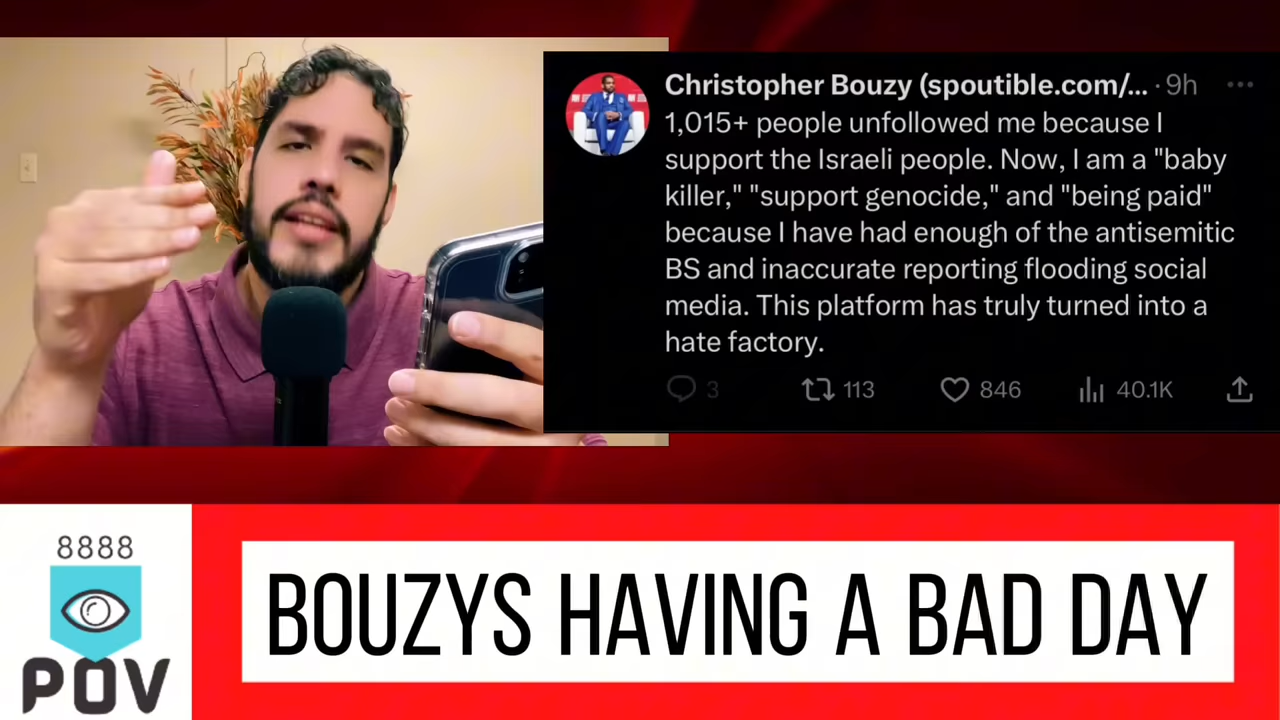 Christopher Bouzy (spoutible.com/... · 9h ...
1,015+ people unfollowed me because I
support the Israeli people. Now, I am a "baby
killer," "support genocide," and "being paid"
because I have had enough of the antisemitic
BS and inaccurate reporting flooding social
media. This platform has truly turned into a
hate factory.
3 113 846 40.1K
8888
POV
BOUZYS HAVING A BAD DAY